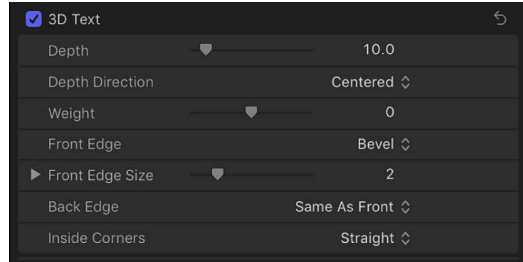 3D Text
Depth 10.0
Depth Direction Centered
Weight 0
Front Edge Bevel
Front Edge Size 2
Back Edge Same As Front
Inside Corners Straight